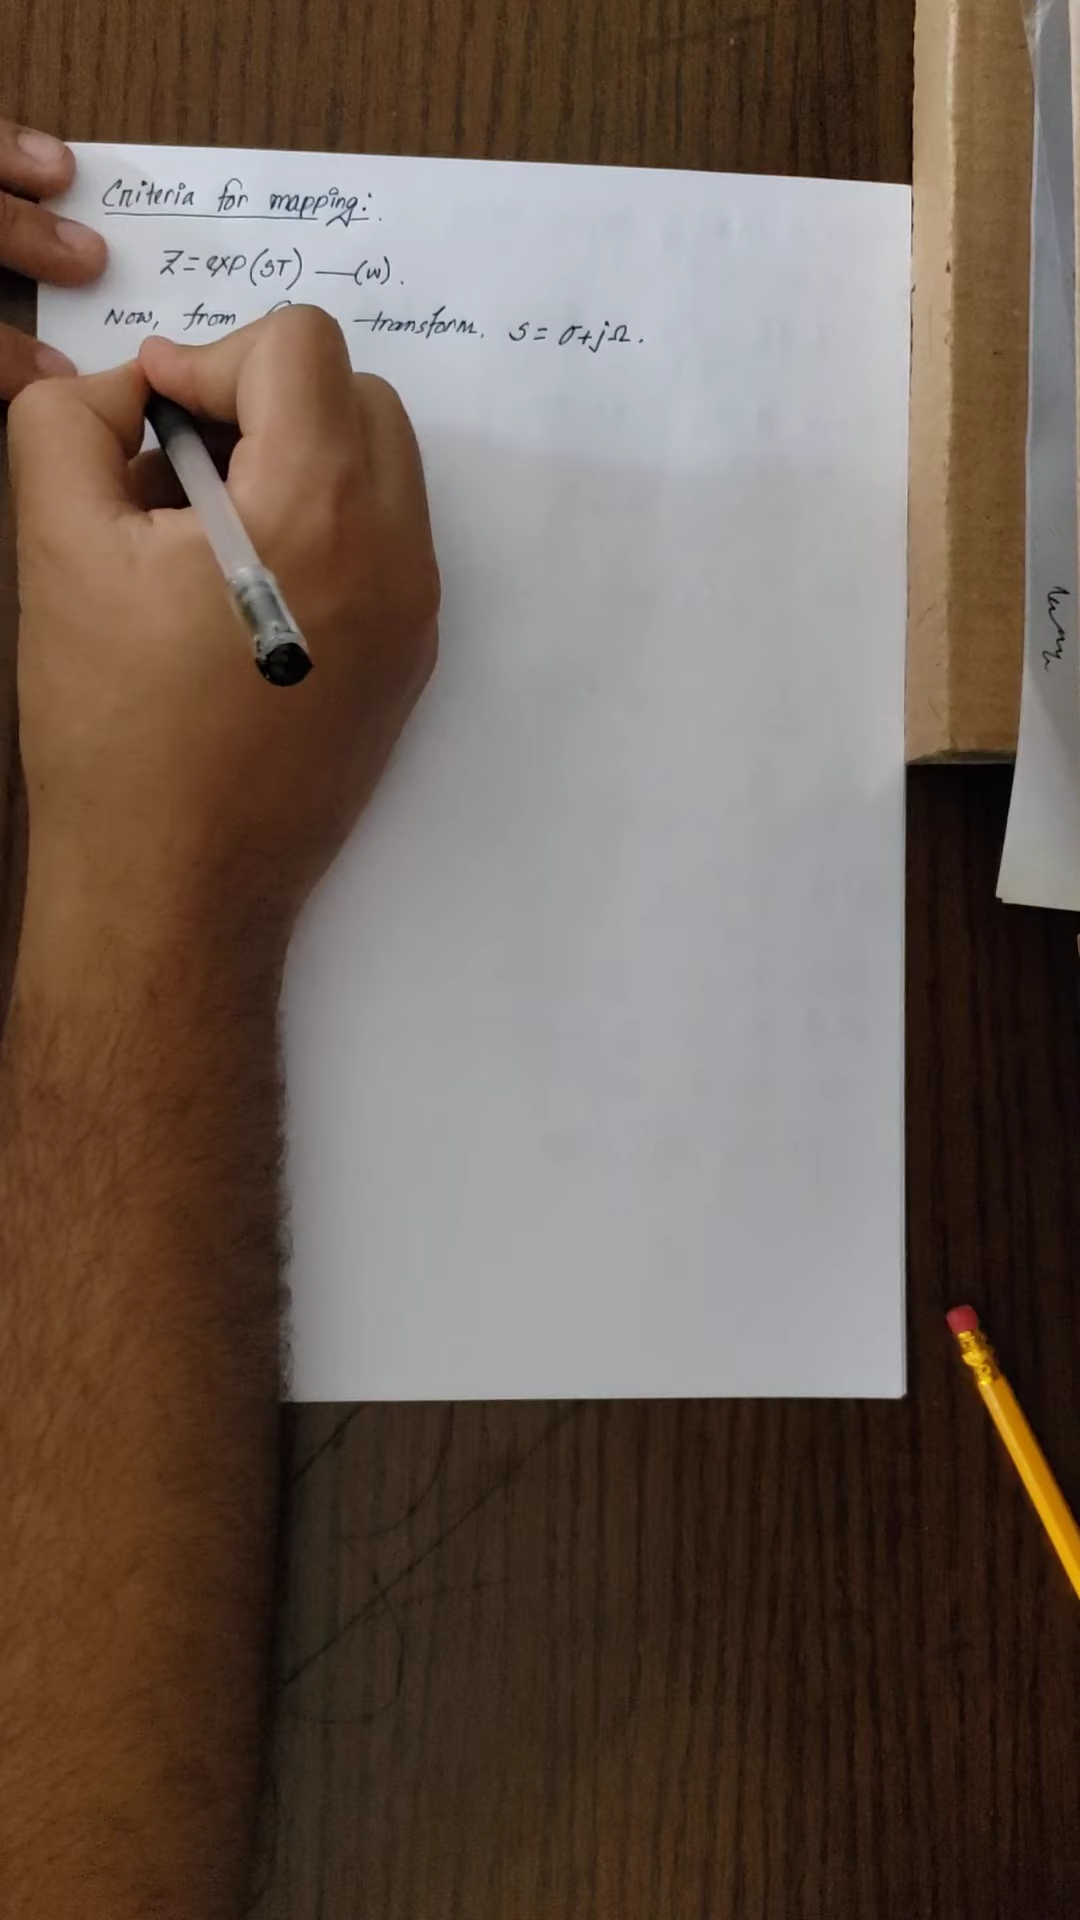 Criteria for mapping:
Z = exp(ST) —(w).
Now, from transform. S = σ+jΩ.